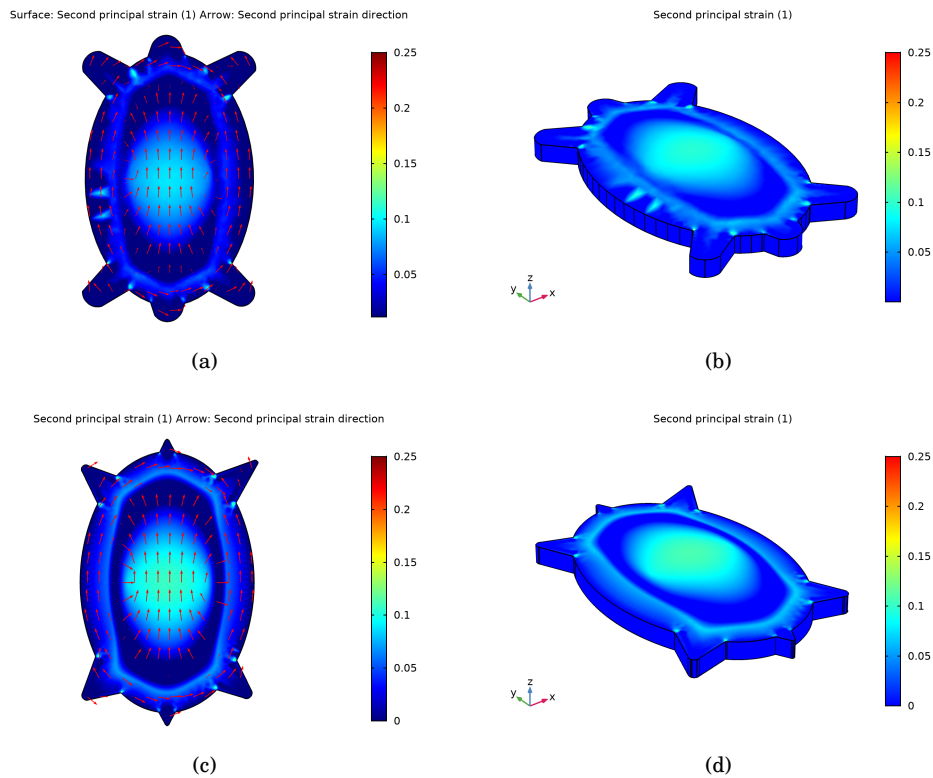 Surface: Second principal strain (1) Arrow: Second principal strain direction
0.25
0.2
0.15
0.1
0.05
(a)
Second principal strain (1)
0.25
0.2
0.15
0.1
0.05
z
y
x
(b)
Second principal strain (1) Arrow: Second principal strain direction
0.25
0.2
0.15
0.1
0.05
0
(c)
Second principal strain (1)
0.25
0.2
0.15
0.1
0.05
0
z
y
x
(d)